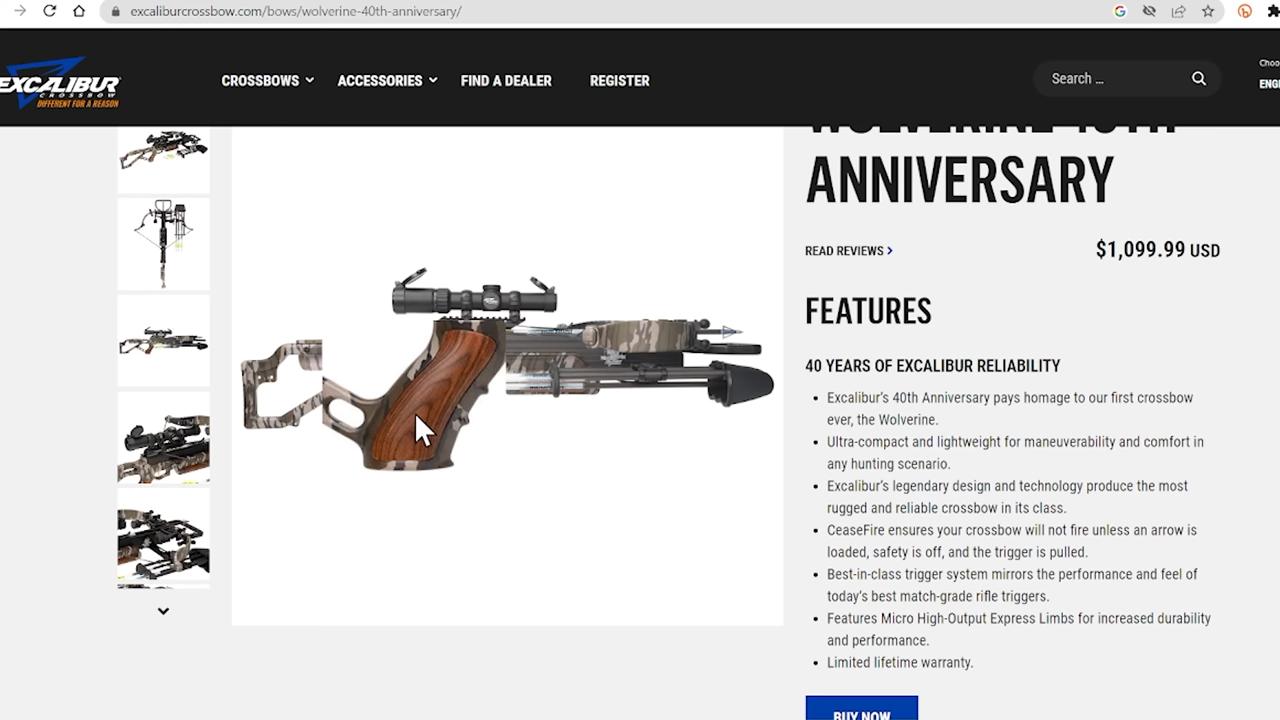 excaliburcrossbow.com/bows/wolverine-40th-anniversary/
EXCALIBUR
CROSSBOW
DIFFERENT FOR A REASON
CROSSBOWS
ACCESSORIES
FIND A DEALER
REGISTER
Search ...
Choo
ENG
WOLVERINE 40TH
ANNIVERSARY
READ REVIEWS
$1,099.99 USD
FEATURES
40 YEARS OF EXCALIBUR RELIABILITY
• Excalibur's 40th Anniversary pays homage to our first crossbow
ever, the Wolverine.
• Ultra-compact and lightweight for maneuverability and comfort in
any hunting scenario.
• Excalibur's legendary design and technology produce the most
rugged and reliable crossbow in its class.
• CeaseFire ensures your crossbow will not fire unless an arrow is
loaded, safety is off, and the trigger is pulled.
• Best-in-class trigger system mirrors the performance and feel of
today's best match-grade rifle triggers.
• Features Micro High-Output Express Limbs for increased durability
and performance.
• Limited lifetime warranty.
BUY NOW